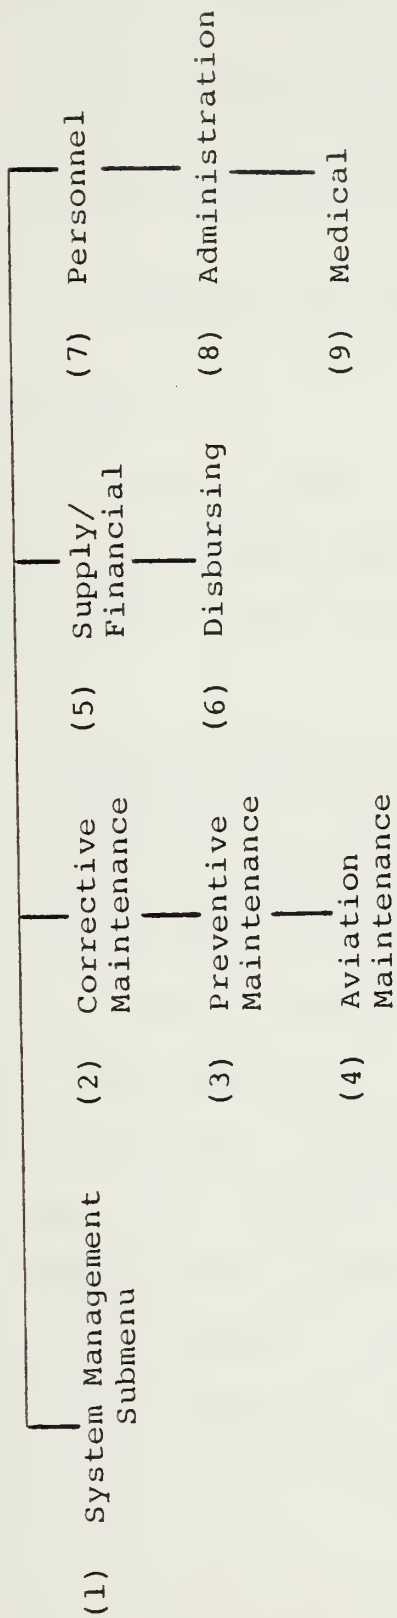 (1) System Management
Submenu
(2) Corrective
Maintenance
(3) Preventive
Maintenance
(4) Aviation
Maintenance
(5) Supply/
Financial
(6) Disbursing
(7) Personnel
(8) Administration
(9) Medical